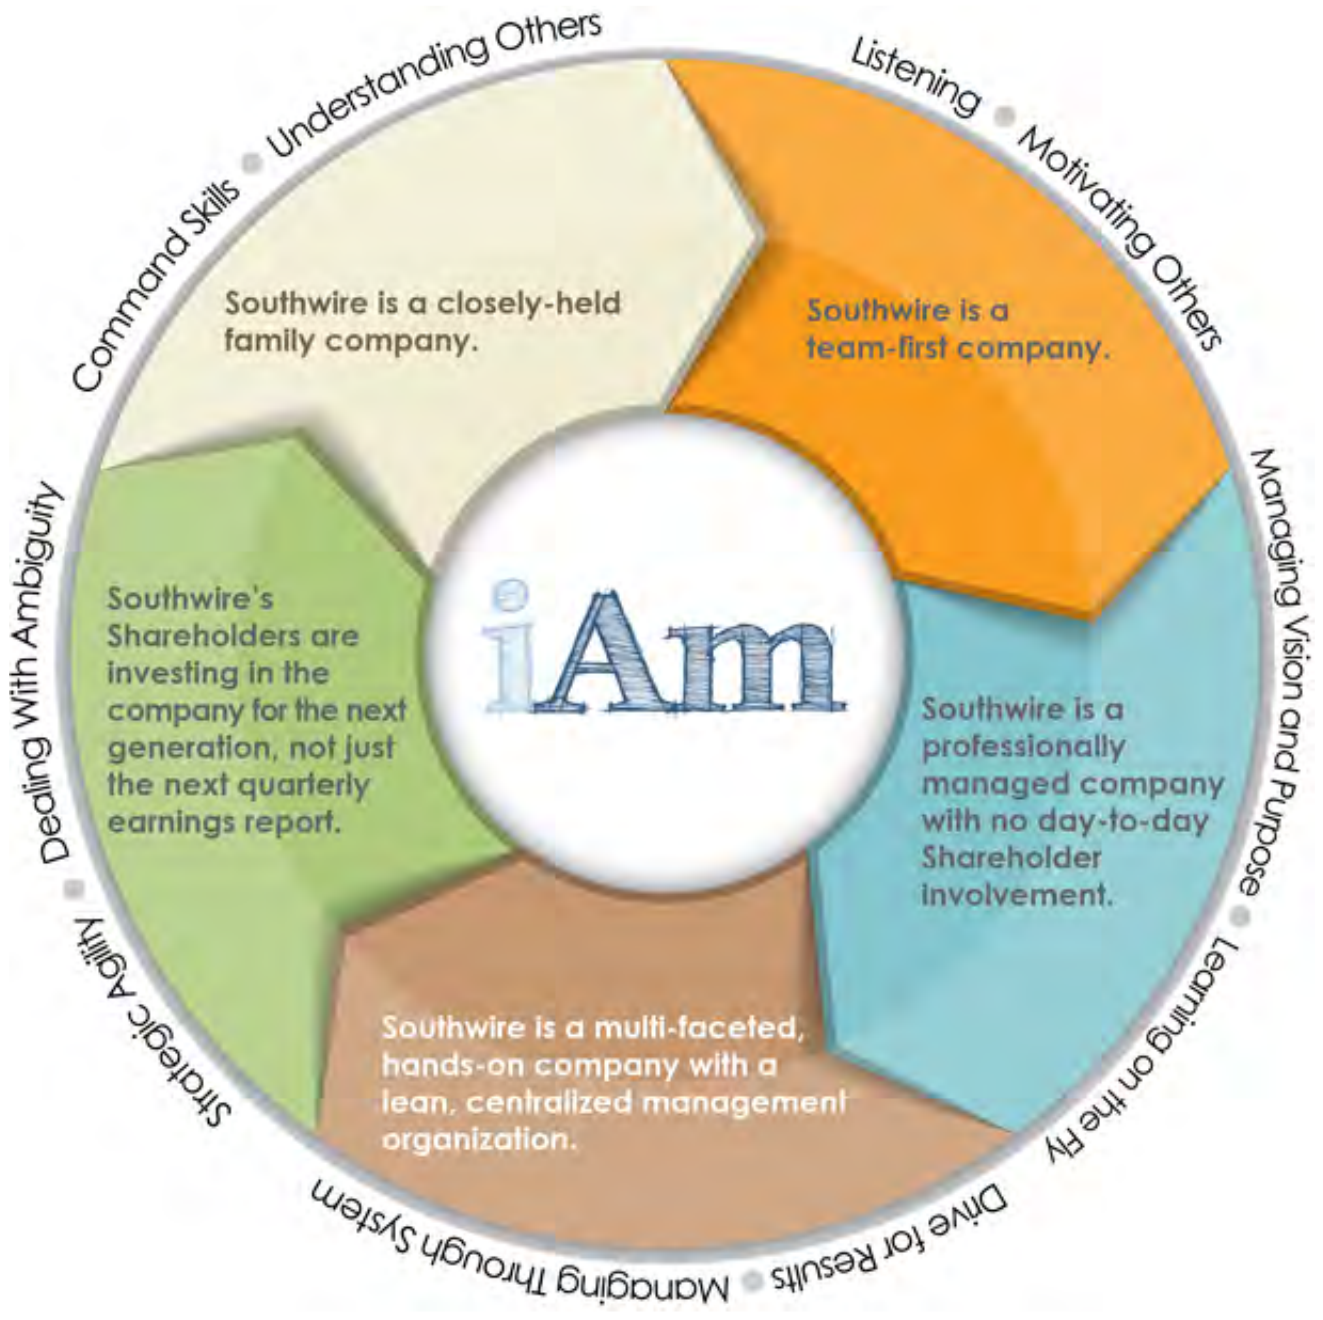 Command Skills • Understanding Others
Listening • Motivating Others
Managing Vision and Purpose • Learning on the Fly
Drive for Results • Managing Through System
Strategic Agility • Dealing With Ambiguity
Southwire is a closely-held
family company.
Southwire is a
team-first company.
Southwire is a
professionally
managed company
with no day-to-day
Shareholder
involvement.
Southwire is a multi-faceted,
hands-on company with a
lean, centralized management
organization.
Southwire's
Shareholders are
investing in the
company for the next
generation, not just
the next quarterly
earnings report.
iAm